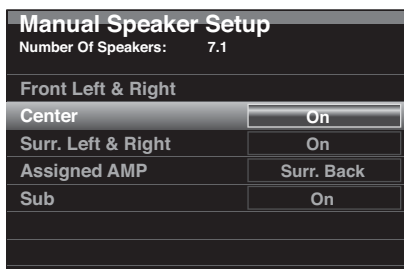 Manual Speaker Setup
Number Of Speakers: 7.1
Front Left & Right
Center On
Surr. Left & Right On
Assigned AMP Surr. Back
Sub On